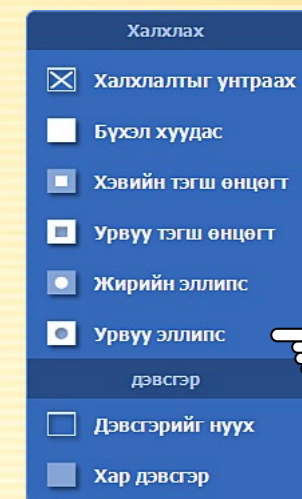 Халхлах
Халхлалтыг унтраах
Бүхэл хуудас
Хэвийн тэгш өнцөгт
Урвуу тэгш өнцөгт
Жирийн эллипс
Урвуу эллипс
дэвсгэр
Дэвсгэрийг нуух
Хар дэвсгэр